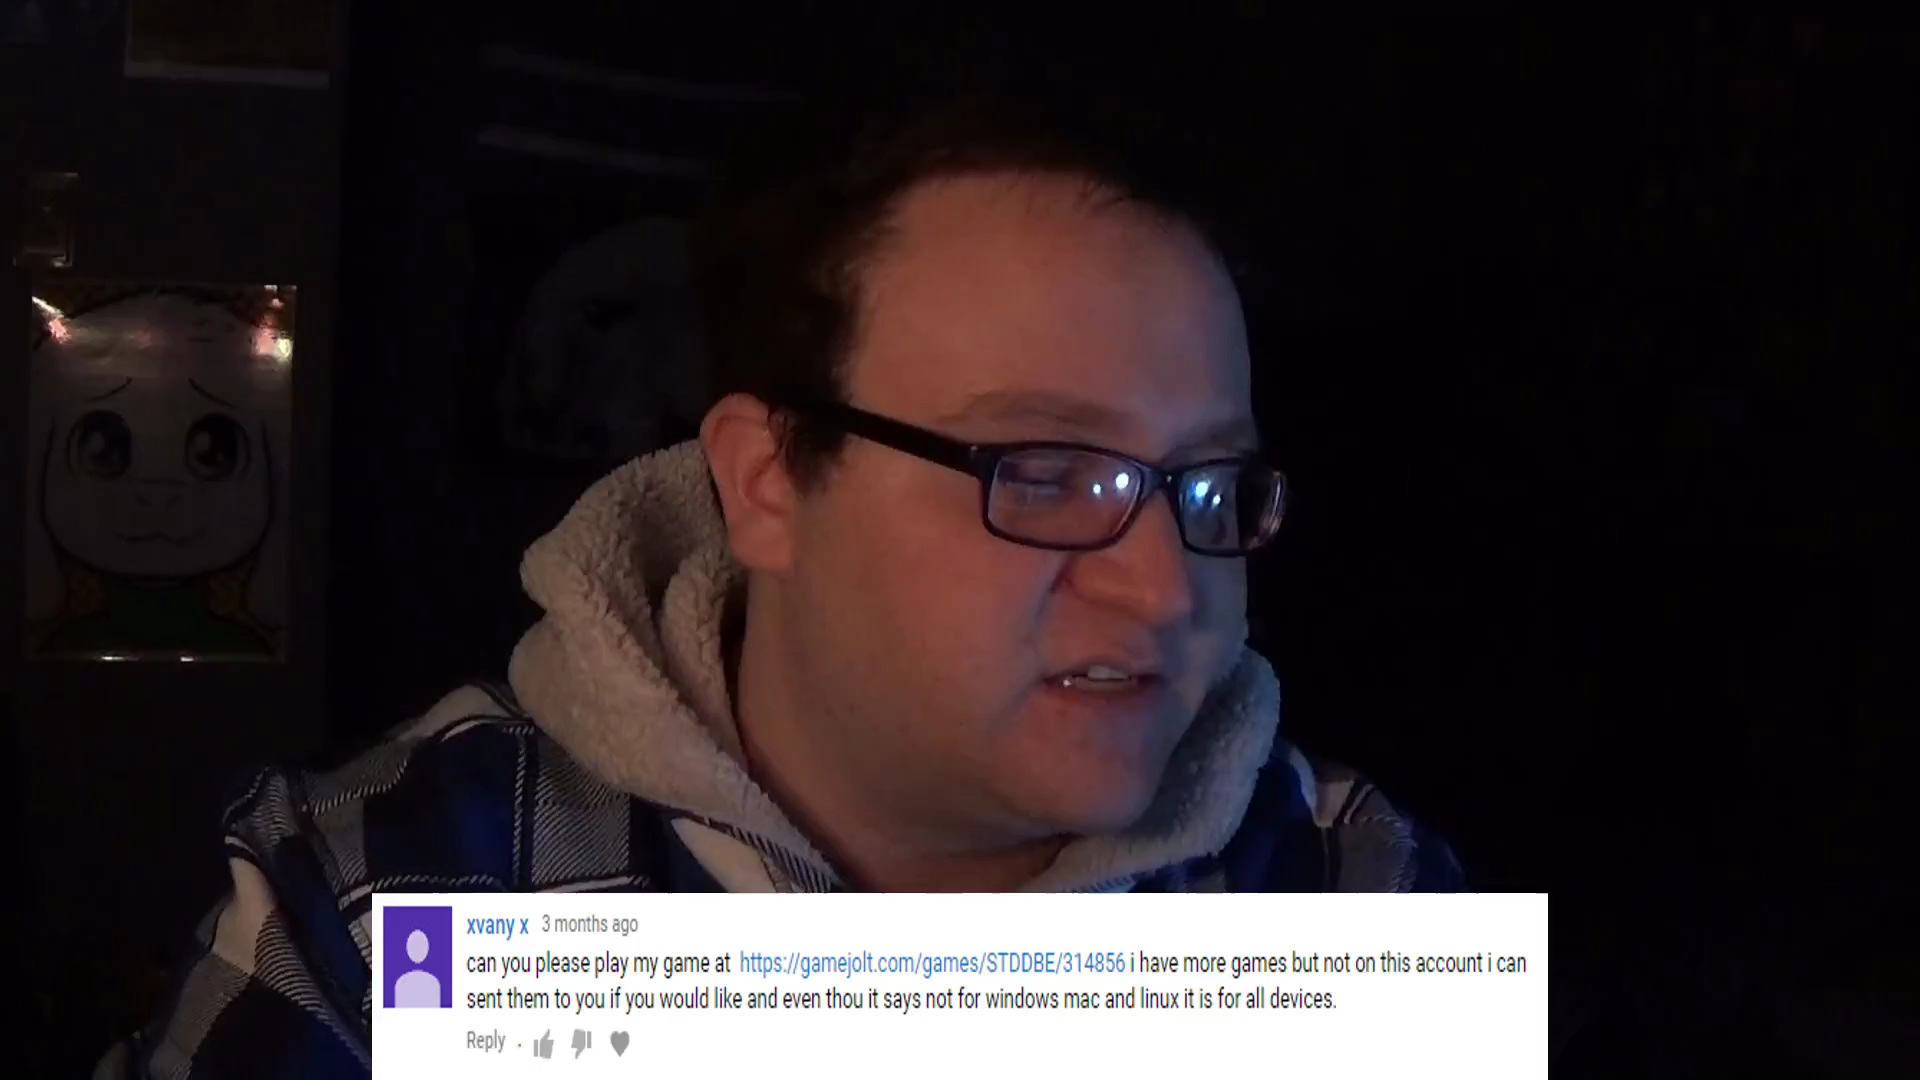 xvany x 3 months ago
can you please play my game at https://gamejolt.com/games/STDDBE/314856 i have more games but not on this account i can
sent them to you if you would like and even thou it says not for windows mac and linux it is for all devices.
Reply